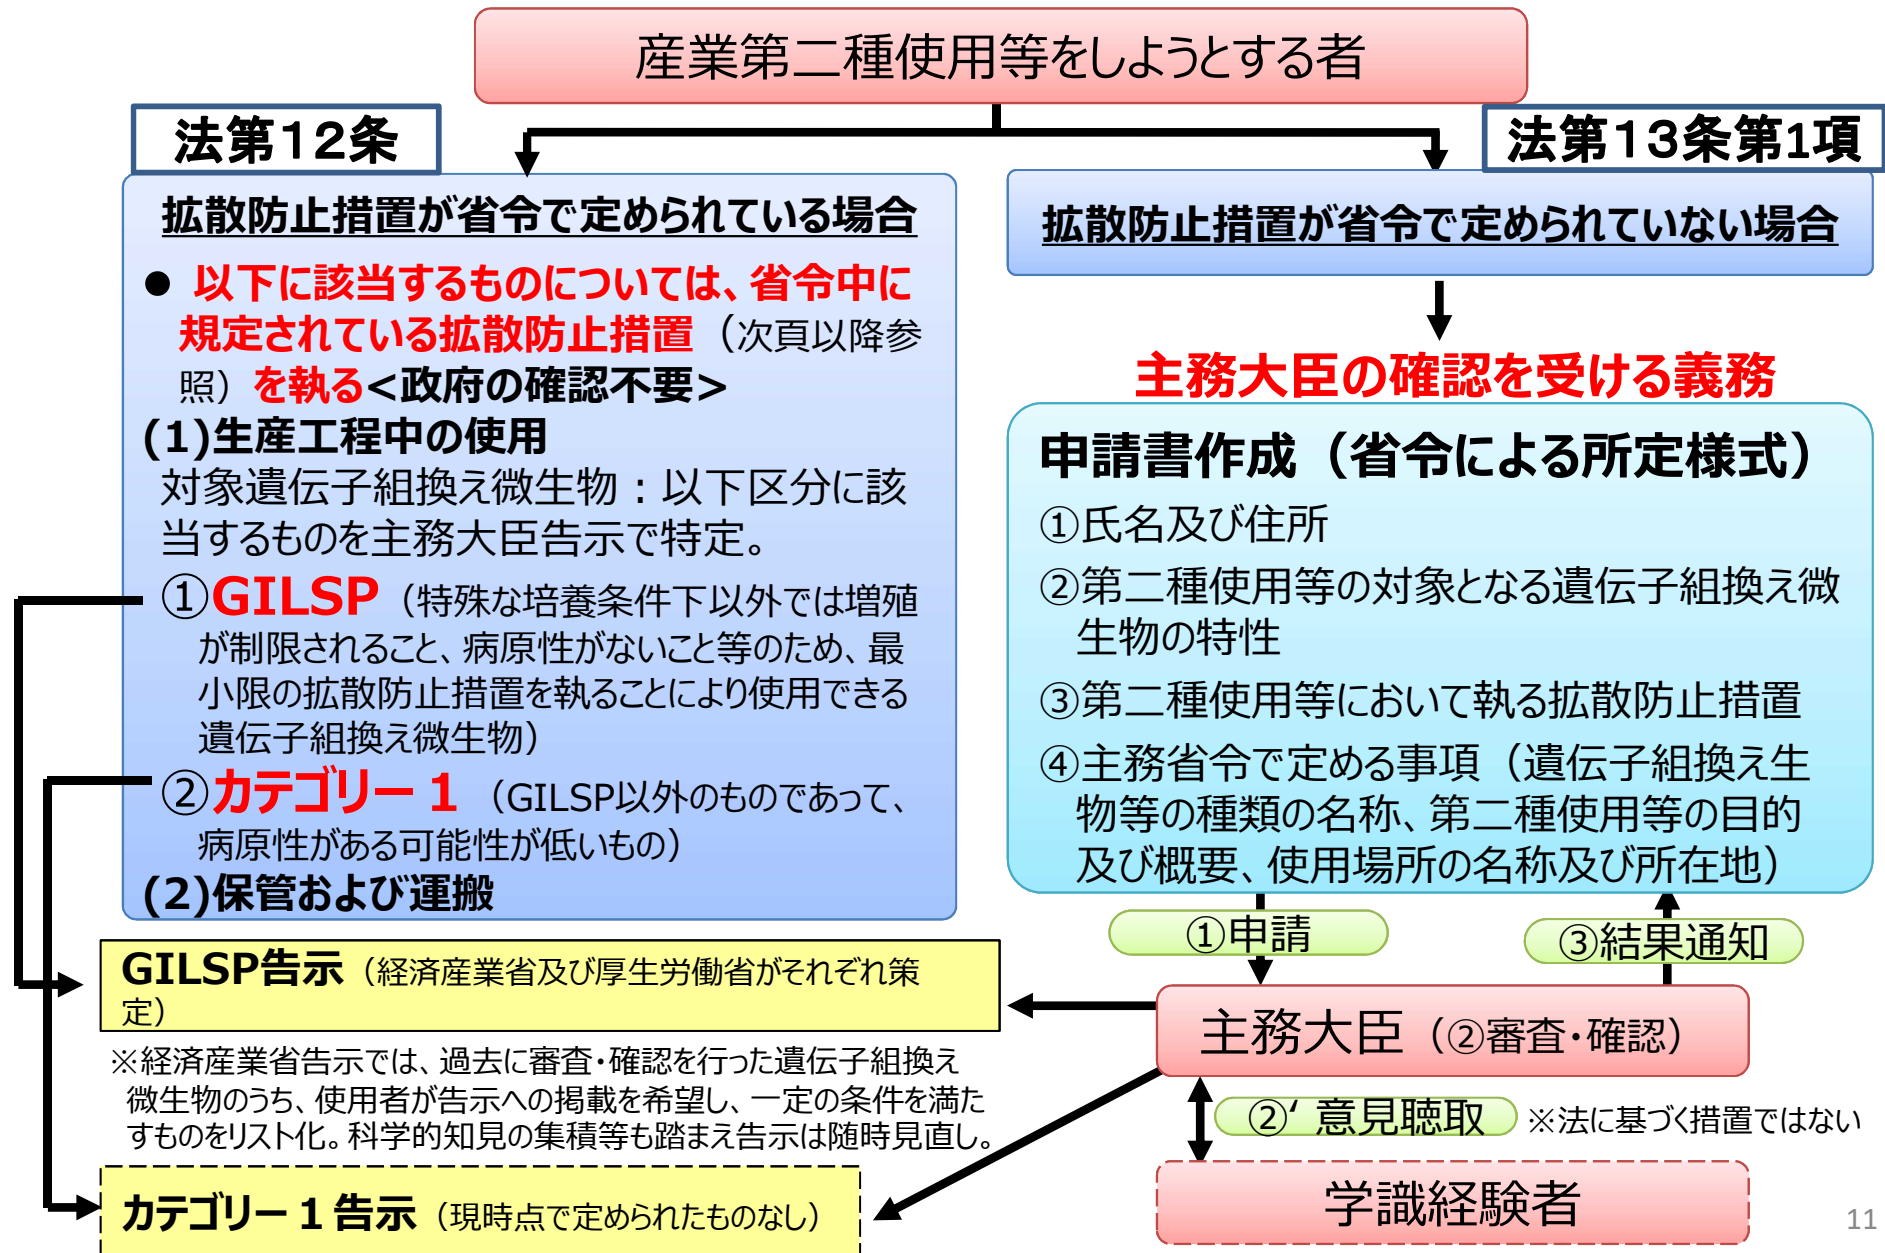 産業第二種使用等をしようとする者
法第12条
法第13条第1項
拡散防止措置が省令で定められている場合
● 以下に該当するものについては、省令中に
規定されている拡散防止措置（次頁以降参
照）を執る<政府の確認不要>
(1)生産工程中の使用
対象遺伝子組換え微生物：以下区分に該
当するものを主務大臣告示で特定。
①GILSP（特殊な培養条件下以外では増殖
が制限されること、病原性がないこと等のため、最
小限の拡散防止措置を執ることにより使用できる
遺伝子組換え微生物）
②カテゴリー１（GILSP以外のものであって、
病原性がある可能性が低いもの）
(2)保管および運搬
GILSP告示（経済産業省及び厚生労働省がそれぞれ策
定）
※経済産業省告示では、過去に審査・確認を行った遺伝子組換え
微生物のうち、使用者が告示への掲載を希望し、一定の条件を満た
すものをリスト化。科学的知見の集積等も踏まえ告示は随時見直し。
カテゴリー１告示（現時点で定められたものなし）
拡散防止措置が省令で定められていない場合
主務大臣の確認を受ける義務
申請書作成（省令による所定様式）
①氏名及び住所
②第二種使用等の対象となる遺伝子組換え微
生物の特性
③第二種使用等において執る拡散防止措置
④主務省令で定める事項（遺伝子組換え生
物等の種類の名称、第二種使用等の目的
及び概要、使用場所の名称及び所在地）
①申請
③結果通知
主務大臣（②審査・確認）
②‘ 意見聴取
※法に基づく措置ではない
学識経験者
11